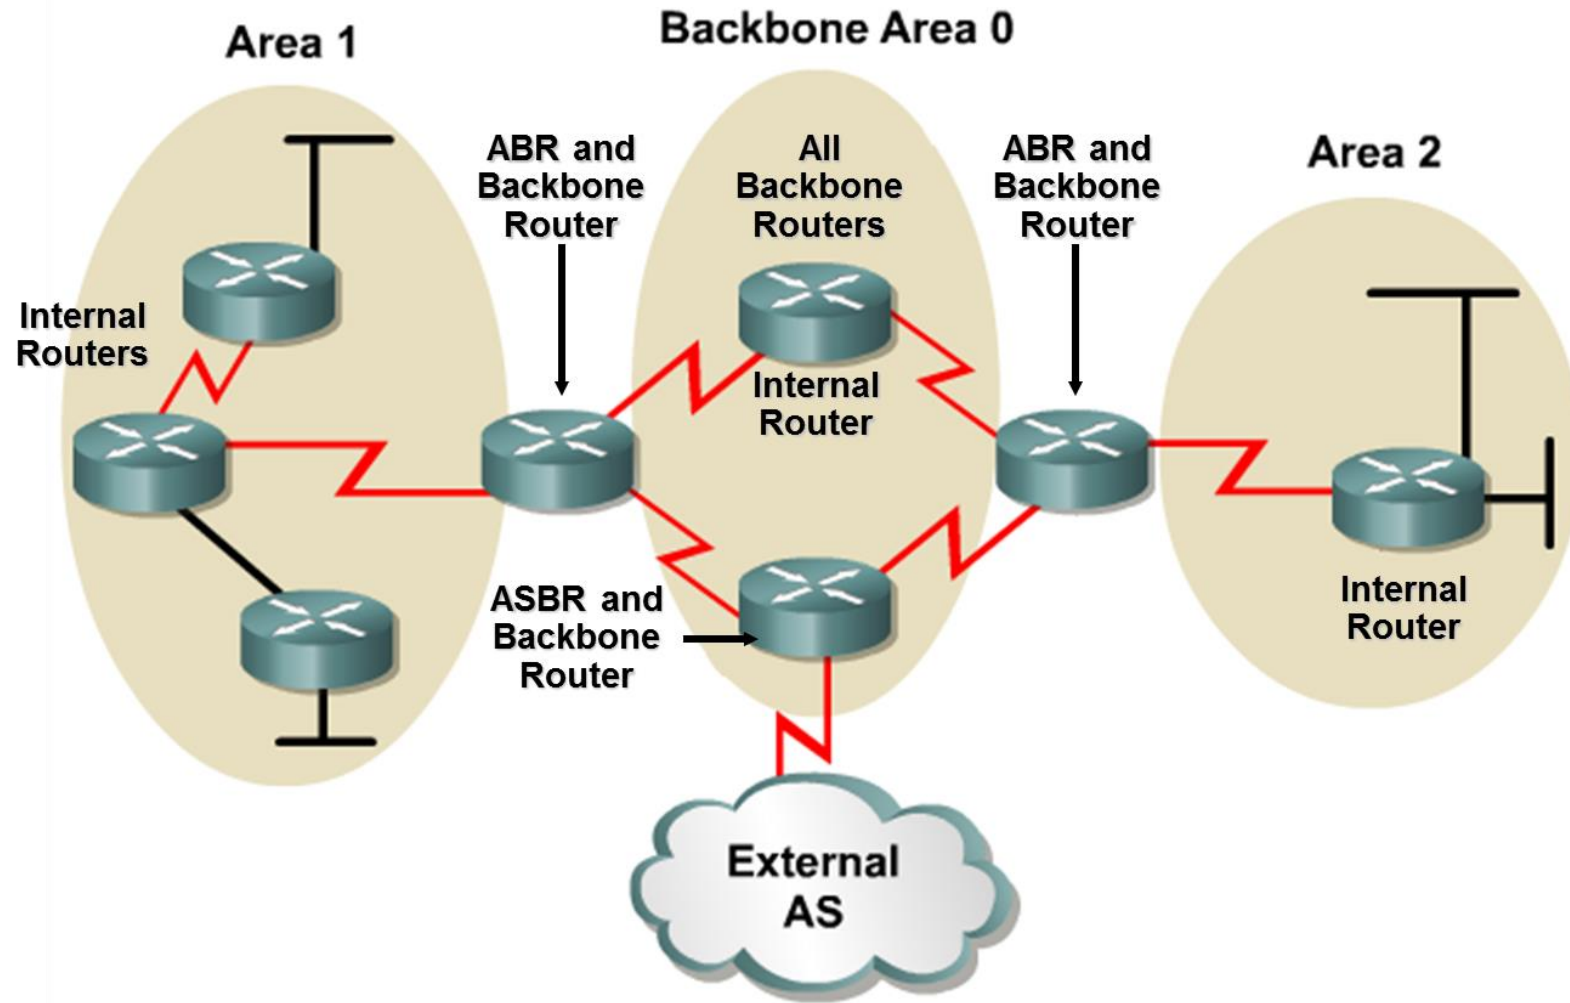 Area 1
Backbone Area 0
ABR and
Backbone
Router
All
Backbone
Routers
ABR and
Backbone
Router
Area 2
Internal
Routers
Internal
Router
ASBR and
Backbone
Router
Internal
Router
External
AS